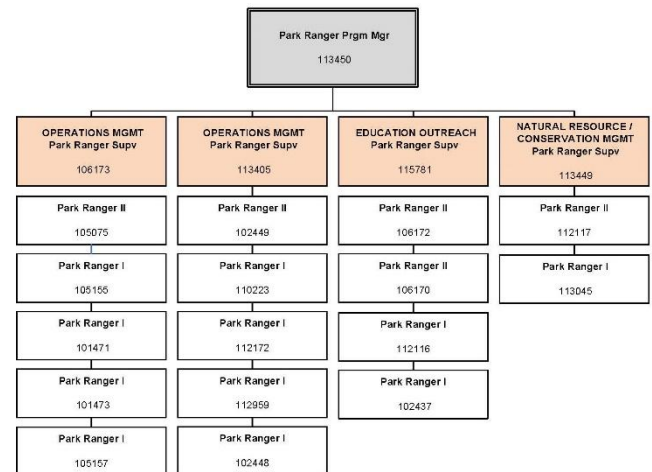 Park Ranger Prgm Mgr
113450
OPERATIONS MGMT
Park Ranger Supv
106173
Park Ranger II
105075
Park Ranger I
105155
Park Ranger I
101471
Park Ranger I
101473
Park Ranger I
105157
OPERATIONS MGMT
Park Ranger Supv
113405
Park Ranger II
102449
Park Ranger I
110223
Park Ranger I
112172
Park Ranger I
112959
Park Ranger I
102448
EDUCATION OUTREACH
Park Ranger Supv
115781
Park Ranger II
106172
Park Ranger II
106170
Park Ranger I
112116
Park Ranger I
102437
NATURAL RESOURCE /
CONSERVATION MGMT
Park Ranger Supv
113449
Park Ranger II
112117
Park Ranger I
113045